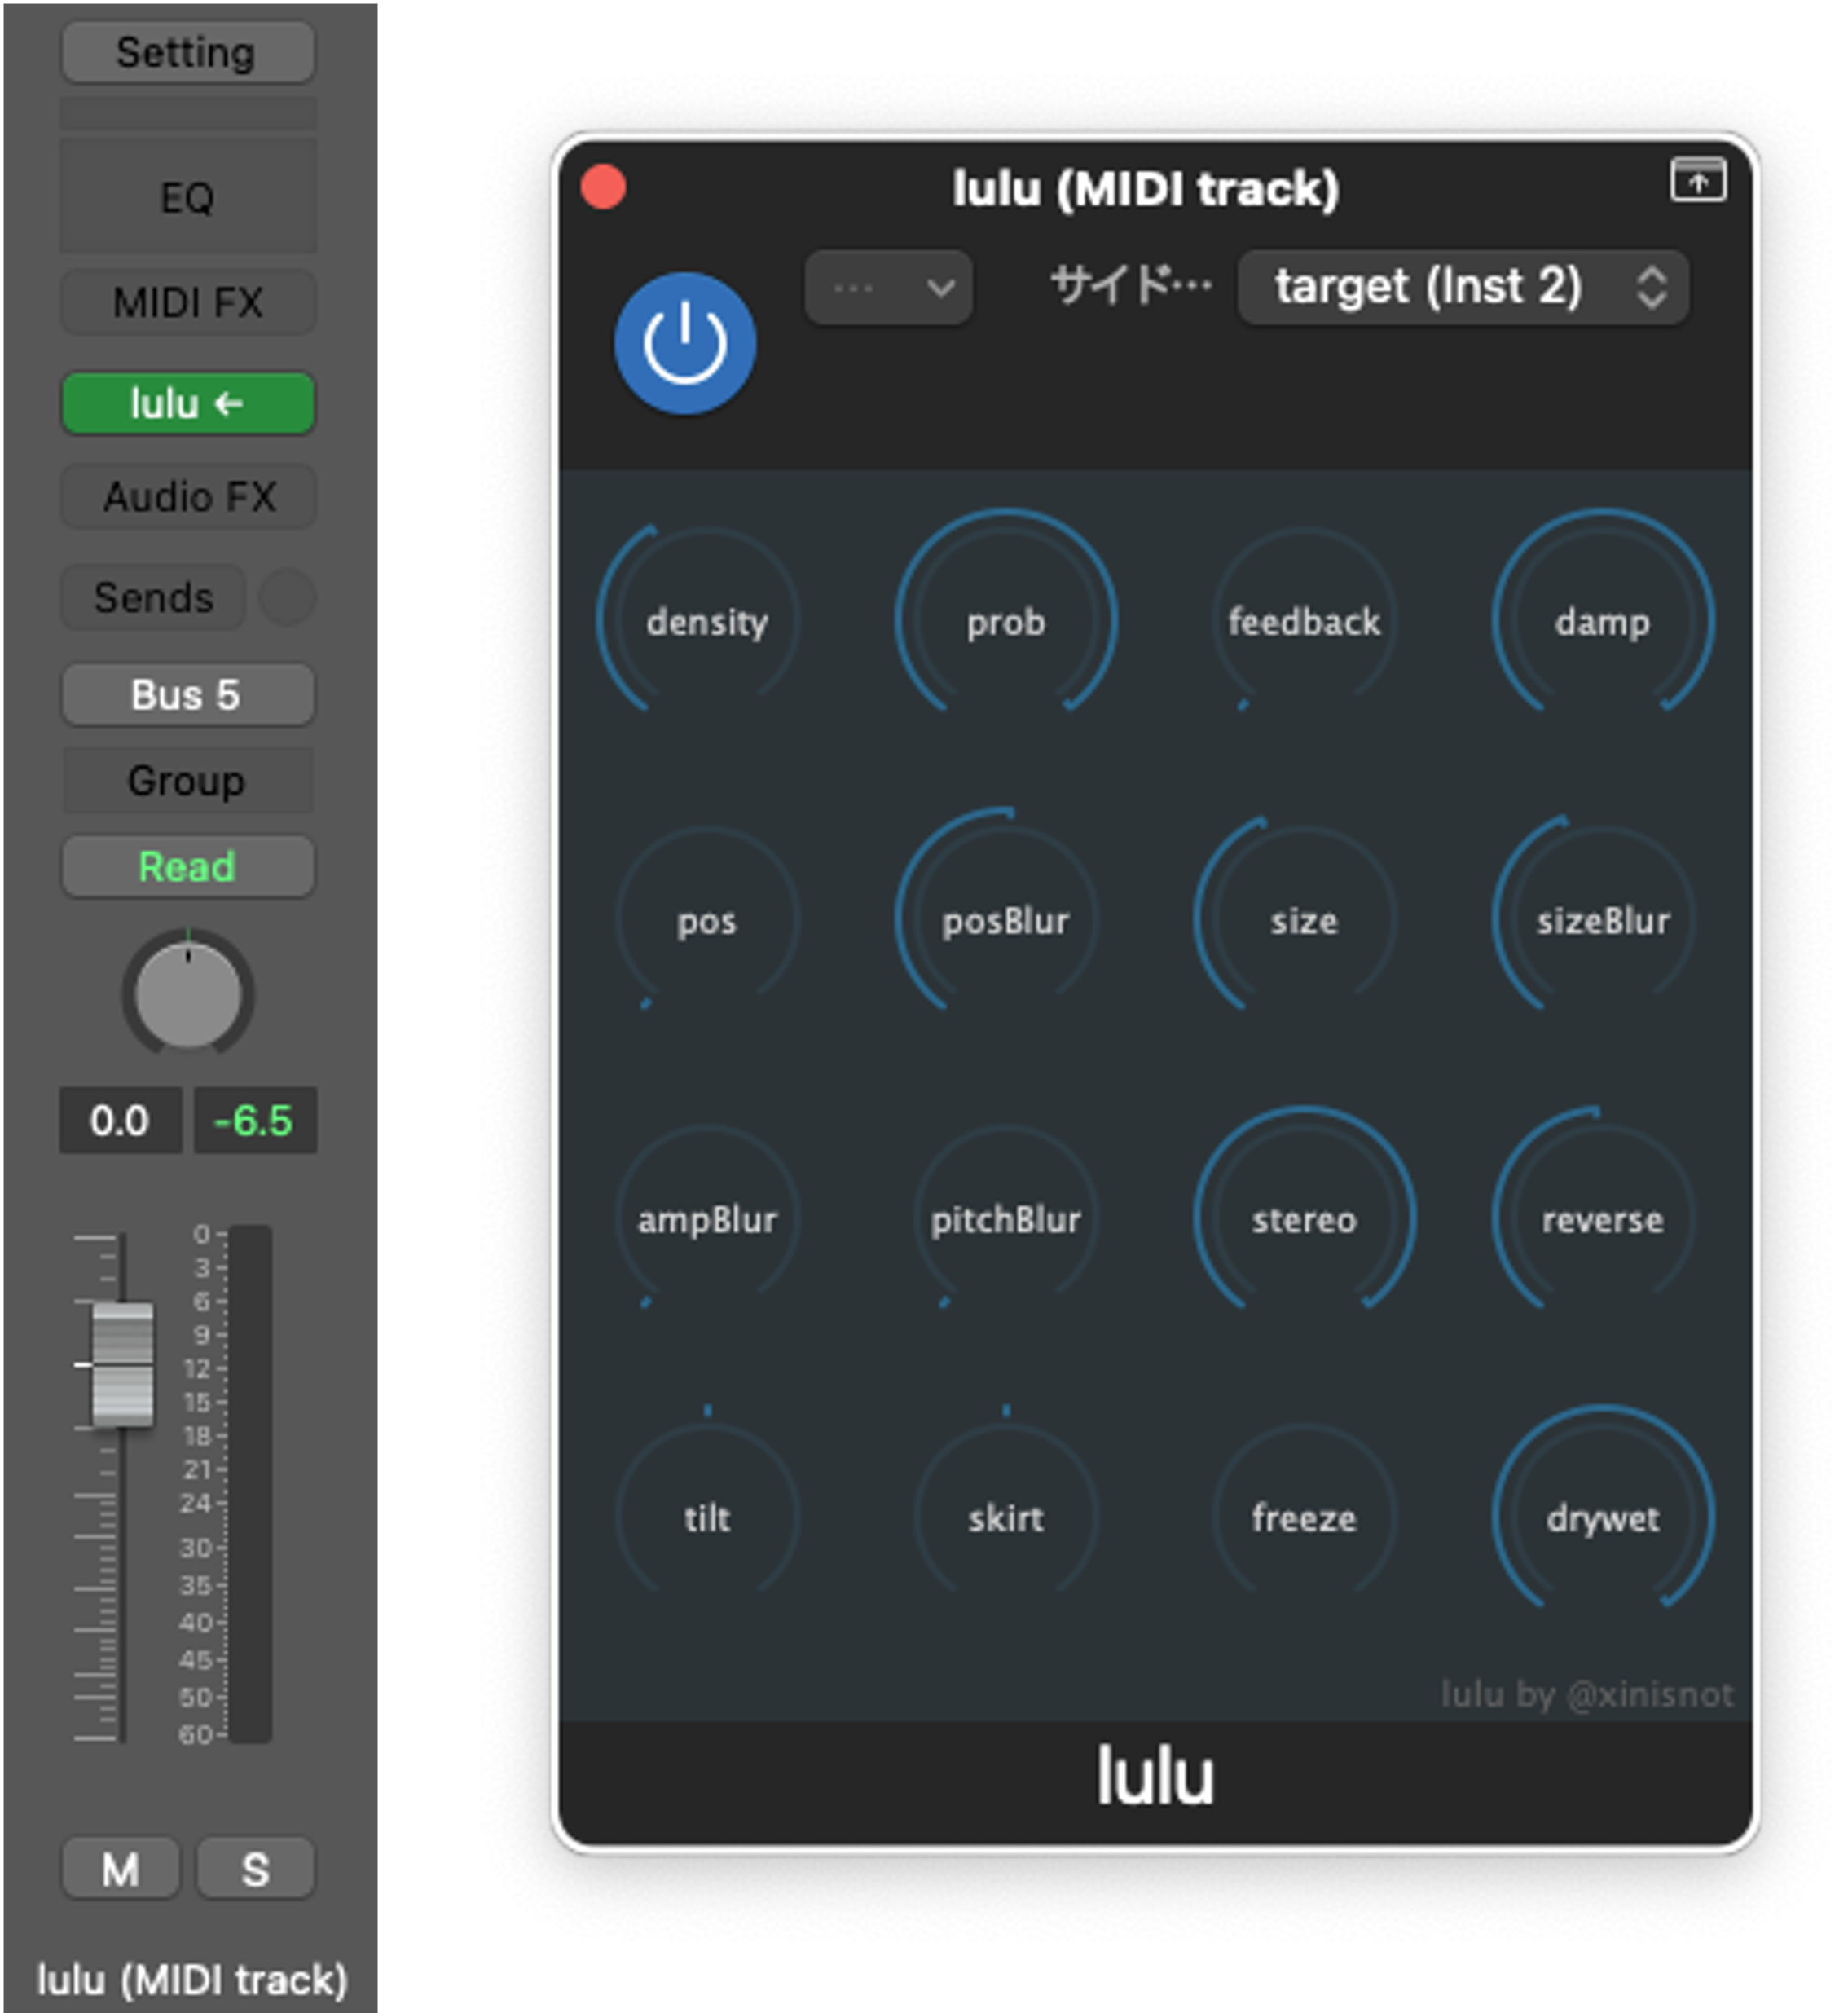 Setting
EQ
MIDI FX
lulu ←
Audio FX
Sends
Bus 5
Group
Read
0.0 -6.5
0
3
6
9
12
15
18
21
24
30
35
40
45
50
60
M S
lulu (MIDI track)
lulu (MIDI track)
... サイド… target (Inst 2)
density prob feedback damp
pos posBlur size sizeBlur
ampBlur pitchBlur stereo reverse
tilt skirt freeze drywet
lulu by @xinisnot
lulu